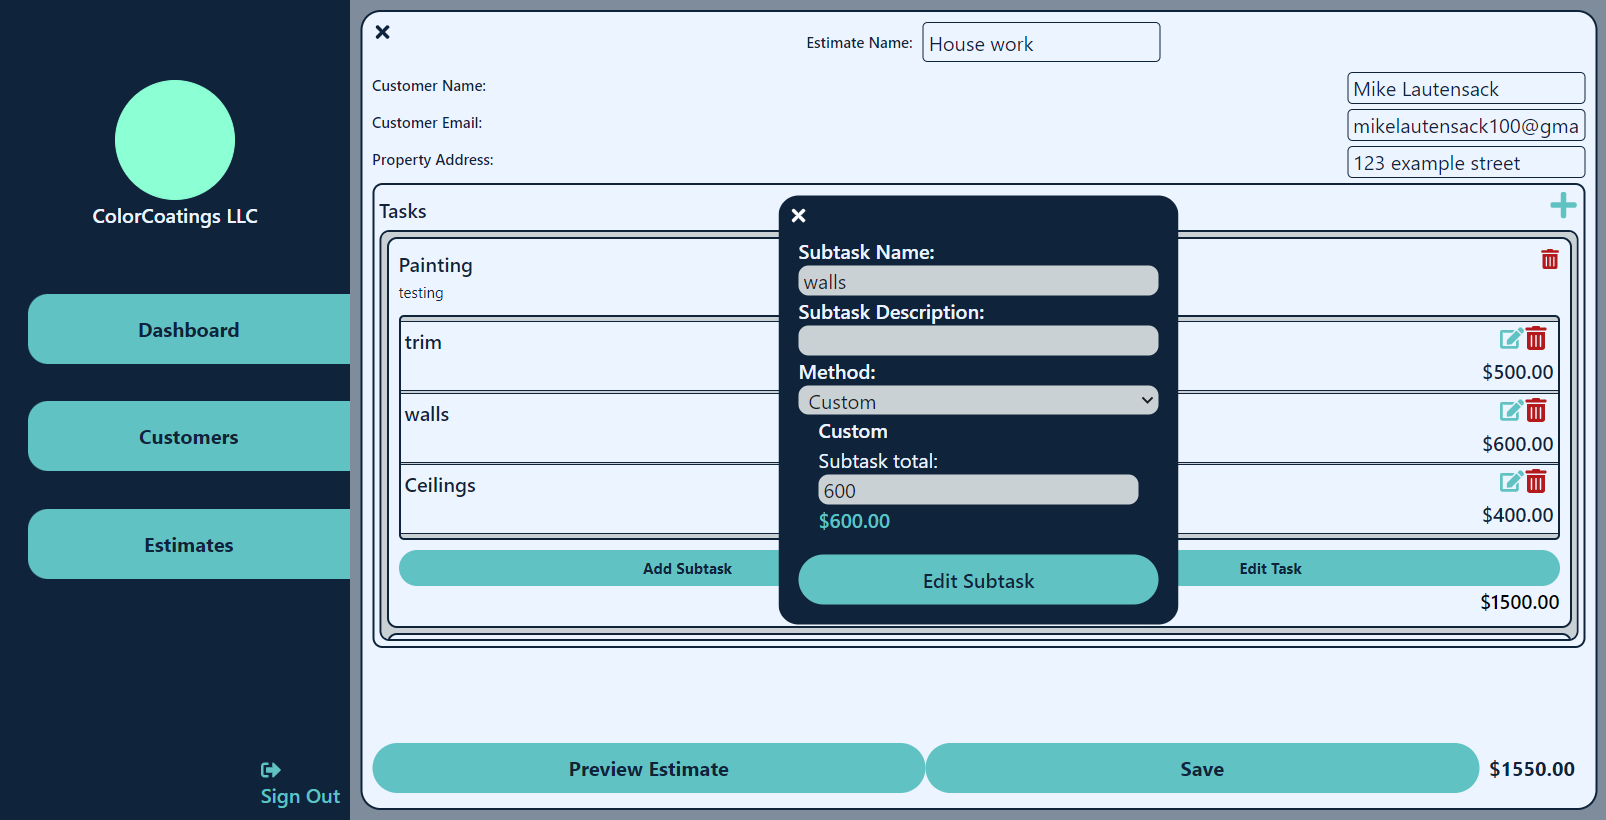 ColorCoatings LLC
Dashboard
Customers
Estimates
Sign Out
Estimate Name: House work
Customer Name: Mike Lautensack
Customer Email: mikelautensack100@gma
Property Address: 123 example street
Tasks
Painting
testing
trim
$500.00
walls
$600.00
Ceilings
$400.00
Add Subtask
Edit Task
$1500.00
Subtask Name:
walls
Subtask Description:
Method:
Custom
Custom
Subtask total:
600
$600.00
Edit Subtask
Preview Estimate
Save
$1550.00